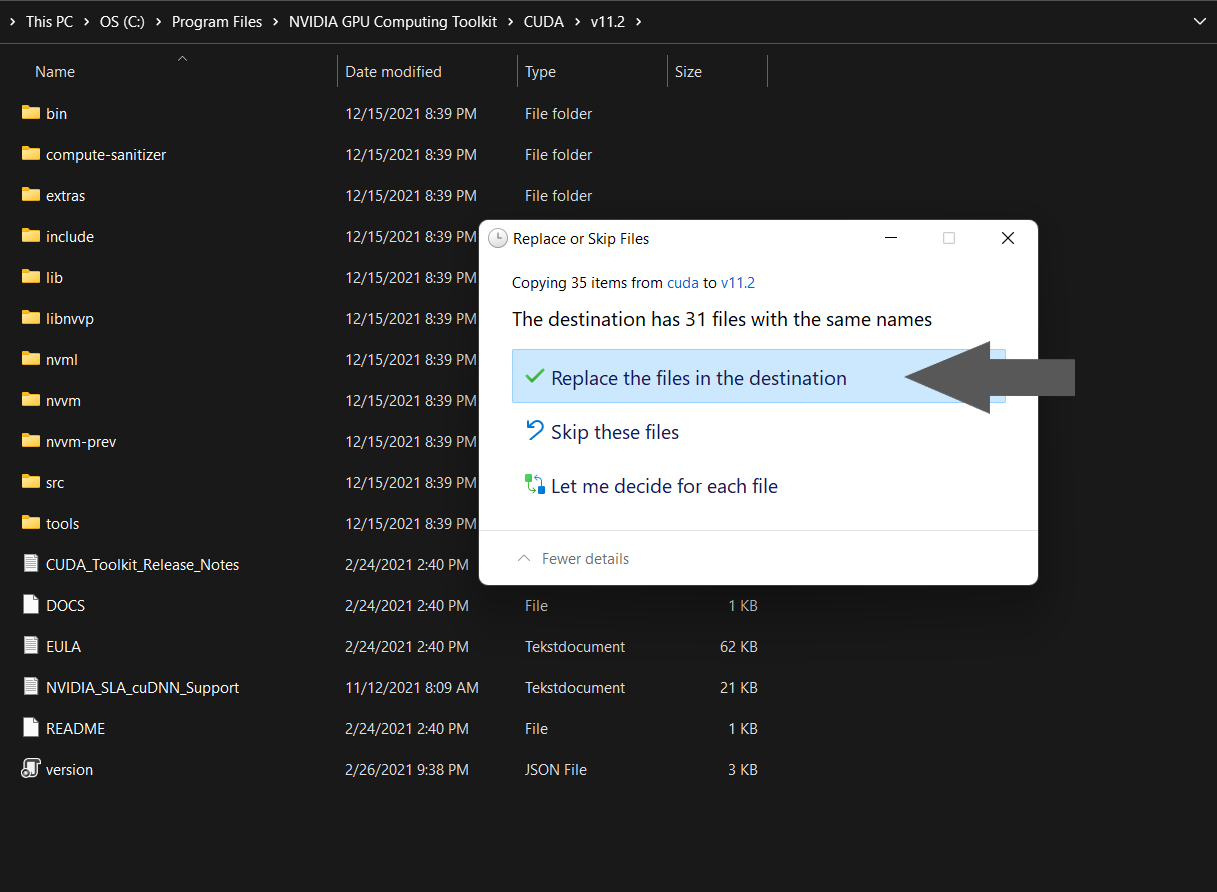 This PC > OS (C:) > Program Files > NVIDIA GPU Computing Toolkit > CUDA > v11.2 >
Name Date modified Type Size
bin 12/15/2021 8:39 PM File folder
compute-sanitizer 12/15/2021 8:39 PM File folder
extras 12/15/2021 8:39 PM File folder
include 12/15/2021 8:39 PM
lib 12/15/2021 8:39 PM
libnvvp 12/15/2021 8:39 PM
nvml 12/15/2021 8:39 PM
nvvm 12/15/2021 8:39 PM
nvvm-prev 12/15/2021 8:39 PM
src 12/15/2021 8:39 PM
tools 12/15/2021 8:39 PM
CUDA_Toolkit_Release_Notes 2/24/2021 2:40 PM
DOCS 2/24/2021 2:40 PM File 1 KB
EULA 2/24/2021 2:40 PM Tekstdocument 62 KB
NVIDIA_SLA_cuDNN_Support 11/12/2021 8:09 AM Tekstdocument 21 KB
README 2/24/2021 2:40 PM File 1 KB
version 2/26/2021 9:38 PM JSON File 3 KB
Replace or Skip Files
Copying 35 items from cuda to v11.2
The destination has 31 files with the same names
Replace the files in the destination
Skip these files
Let me decide for each file
Fewer details